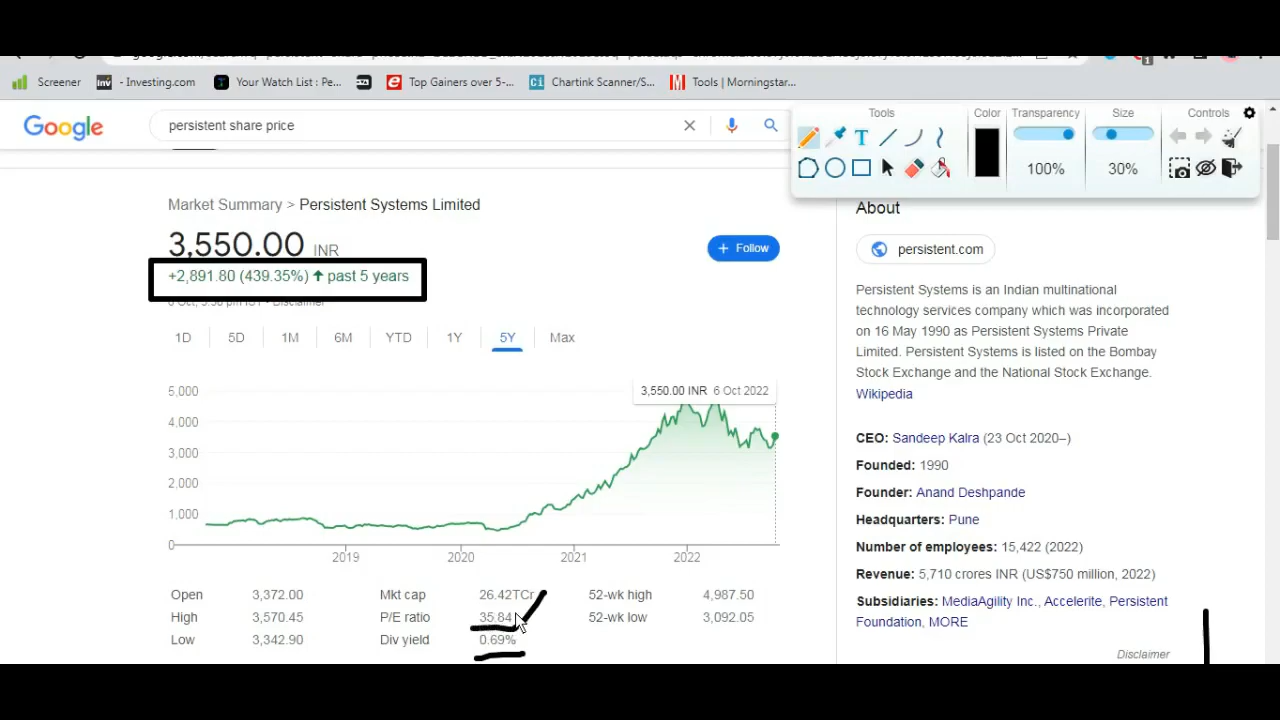 Screener
Inv - Investing.com
Your Watch List : Pe...
e Top Gainers over 5-...
Ci Chartink Scanner/S...
M Tools | Morningstar...
Google
persistent share price
Tools
Color
Transparency
Size
Controls
T
100%
30%
Market Summary > Persistent Systems Limited
3,550.00 INR
+ Follow
+2,891.80 (439.35%) ↑ past 5 years
1D
5D
1M
6M
YTD
1Y
5Y
Max
3,550.00 INR 6 Oct 2022
5,000
4,000
3,000
2,000
1,000
0
2019
2020
2021
2022
Open 3,372.00
Mkt cap 26.42TCr
52-wk high 4,987.50
High 3,570.45
P/E ratio 35.84
52-wk low 3,092.05
Low 3,342.90
Div yield 0.69%
About
persistent.com
Persistent Systems is an Indian multinational
technology services company which was incorporated
on 16 May 1990 as Persistent Systems Private
Limited. Persistent Systems is listed on the Bombay
Stock Exchange and the National Stock Exchange.
Wikipedia
CEO: Sandeep Kalra (23 Oct 2020–)
Founded: 1990
Founder: Anand Deshpande
Headquarters: Pune
Number of employees: 15,422 (2022)
Revenue: 5,710 crores INR (US$750 million, 2022)
Subsidiaries: MediaAgility Inc., Accelerite, Persistent
Foundation, MORE
Disclaimer